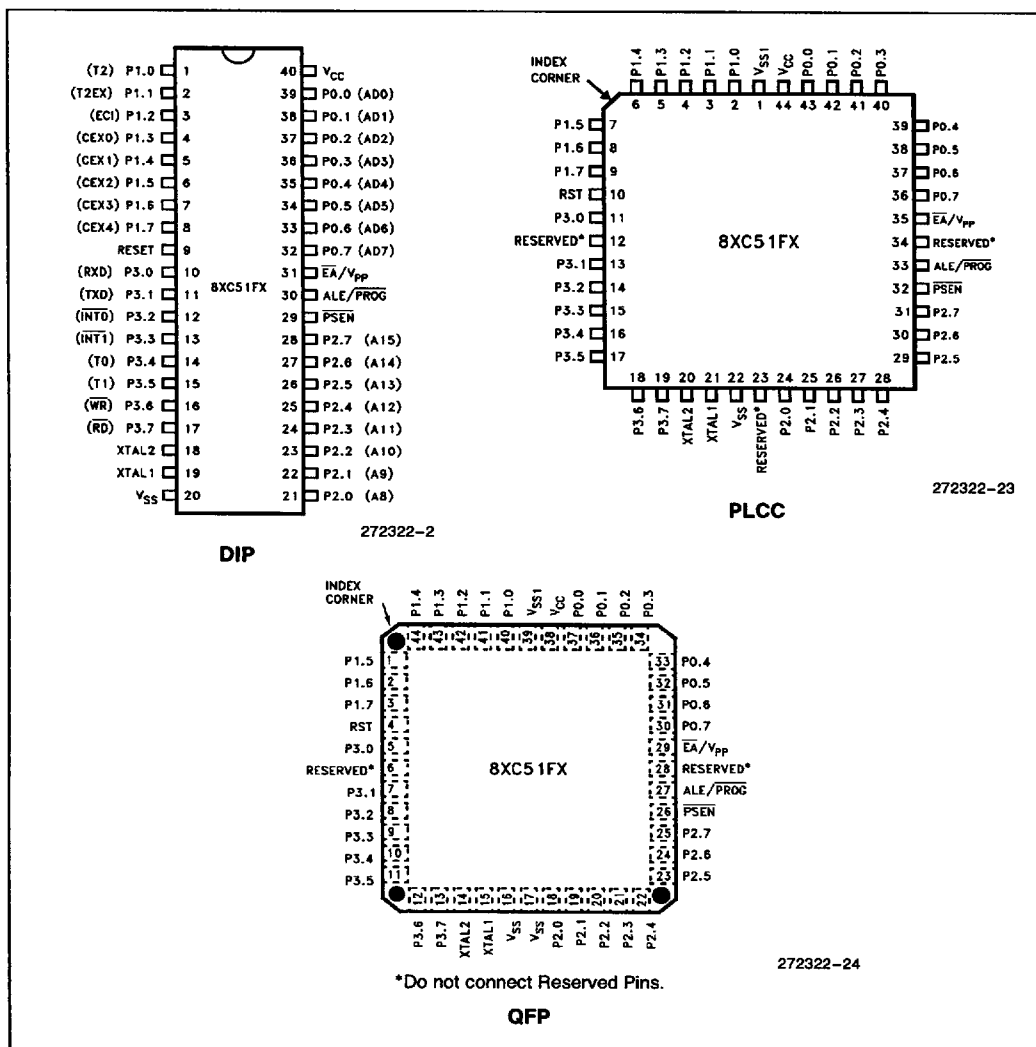 (T2) P1.0 1 40 VCC
(T2EX) P1.1 2 39 P0.0 (AD0)
(ECI) P1.2 3 38 P0.1 (AD1)
(CEX0) P1.3 4 37 P0.2 (AD2)
(CEX1) P1.4 5 36 P0.3 (AD3)
(CEX2) P1.5 6 35 P0.4 (AD4)
(CEX3) P1.6 7 34 P0.5 (AD5)
(CEX4) P1.7 8 33 P0.6 (AD6)
RESET 9 32 P0.7 (AD7)
(RXD) P3.0 10 31 EA/VPP
8XC51FX
(TXD) P3.1 11 30 ALE/PROG
(INT0) P3.2 12 29 PSEN
(INT1) P3.3 13 28 P2.7 (A15)
(T0) P3.4 14 27 P2.6 (A14)
(T1) P3.5 15 26 P2.5 (A13)
(WR) P3.6 16 25 P2.4 (A12)
(RD) P3.7 17 24 P2.3 (A11)
XTAL2 18 23 P2.2 (A10)
XTAL1 19 22 P2.1 (A9)
VSS 20 21 P2.0 (A8)
272322-2
DIP
INDEX
CORNER
P1.4 P1.3 P1.2 P1.1 P1.0 VSS1 VCC P0.0 P0.1 P0.2 P0.3
6 5 4 3 2 1 44 43 42 41 40
P1.5 7 39 P0.4
P1.6 8 38 P0.5
P1.7 9 37 P0.6
RST 10 36 P0.7
P3.0 11 35 EA/VPP
RESERVED* 12 8XC51FX 34 RESERVED*
P3.1 13 33 ALE/PROG
P3.2 14 32 PSEN
P3.3 15 31 P2.7
P3.4 16 30 P2.6
P3.5 17 29 P2.5
18 19 20 21 22 23 24 25 26 27 28
P3.6 P3.7 XTAL2 XTAL1 VSS RESERVED* P2.0 P2.1 P2.2 P2.3 P2.4
272322-23
PLCC
INDEX
CORNER
P1.4 P1.3 P1.2 P1.1 P1.0 VSS1 VCC P0.0 P0.1 P0.2 P0.3
44 43 42 41 40 39 38 37 36 35 34
P1.5 1 33 P0.4
P1.6 2 32 P0.5
P1.7 3 31 P0.6
RST 4 30 P0.7
P3.0 5 29 EA/VPP
RESERVED* 6 8XC51FX 28 RESERVED*
P3.1 7 27 ALE/PROG
P3.2 8 26 PSEN
P3.3 9 25 P2.7
P3.4 10 24 P2.6
P3.5 11 23 P2.5
12 13 14 15 16 17 18 19 20 21 22
P3.6 P3.7 XTAL2 XTAL1 VSS VSS P2.0 P2.1 P2.2 P2.3 P2.4
272322-24
*Do not connect Reserved Pins.
QFP